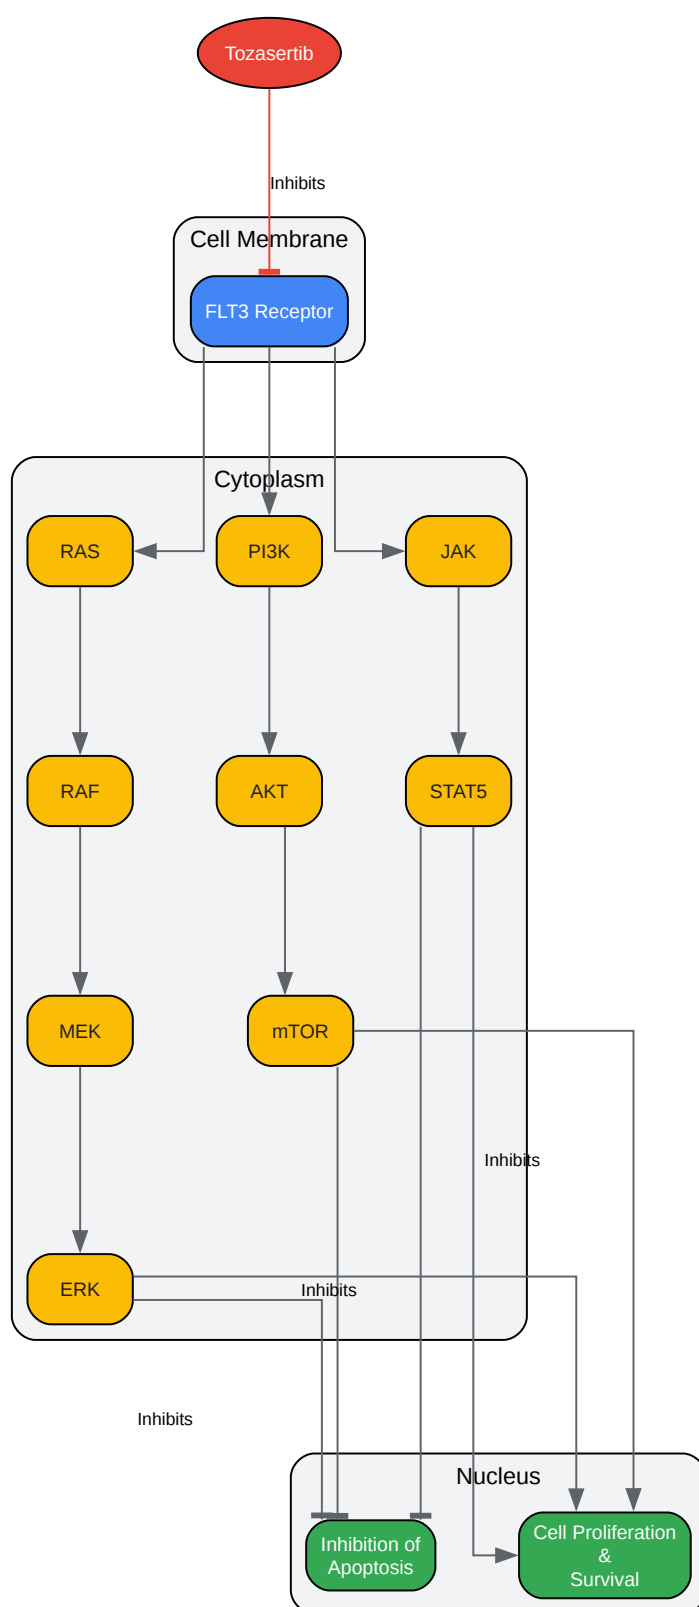 Tozasertib
Inhibits
Cell Membrane
FLT3 Receptor
Cytoplasm
RAS
PI3K
JAK
RAF
AKT
STAT5
MEK
mTOR
Inhibits
ERK
Inhibits
Inhibits
Nucleus
Inhibition of
Apoptosis
Cell Proliferation
&
Survival